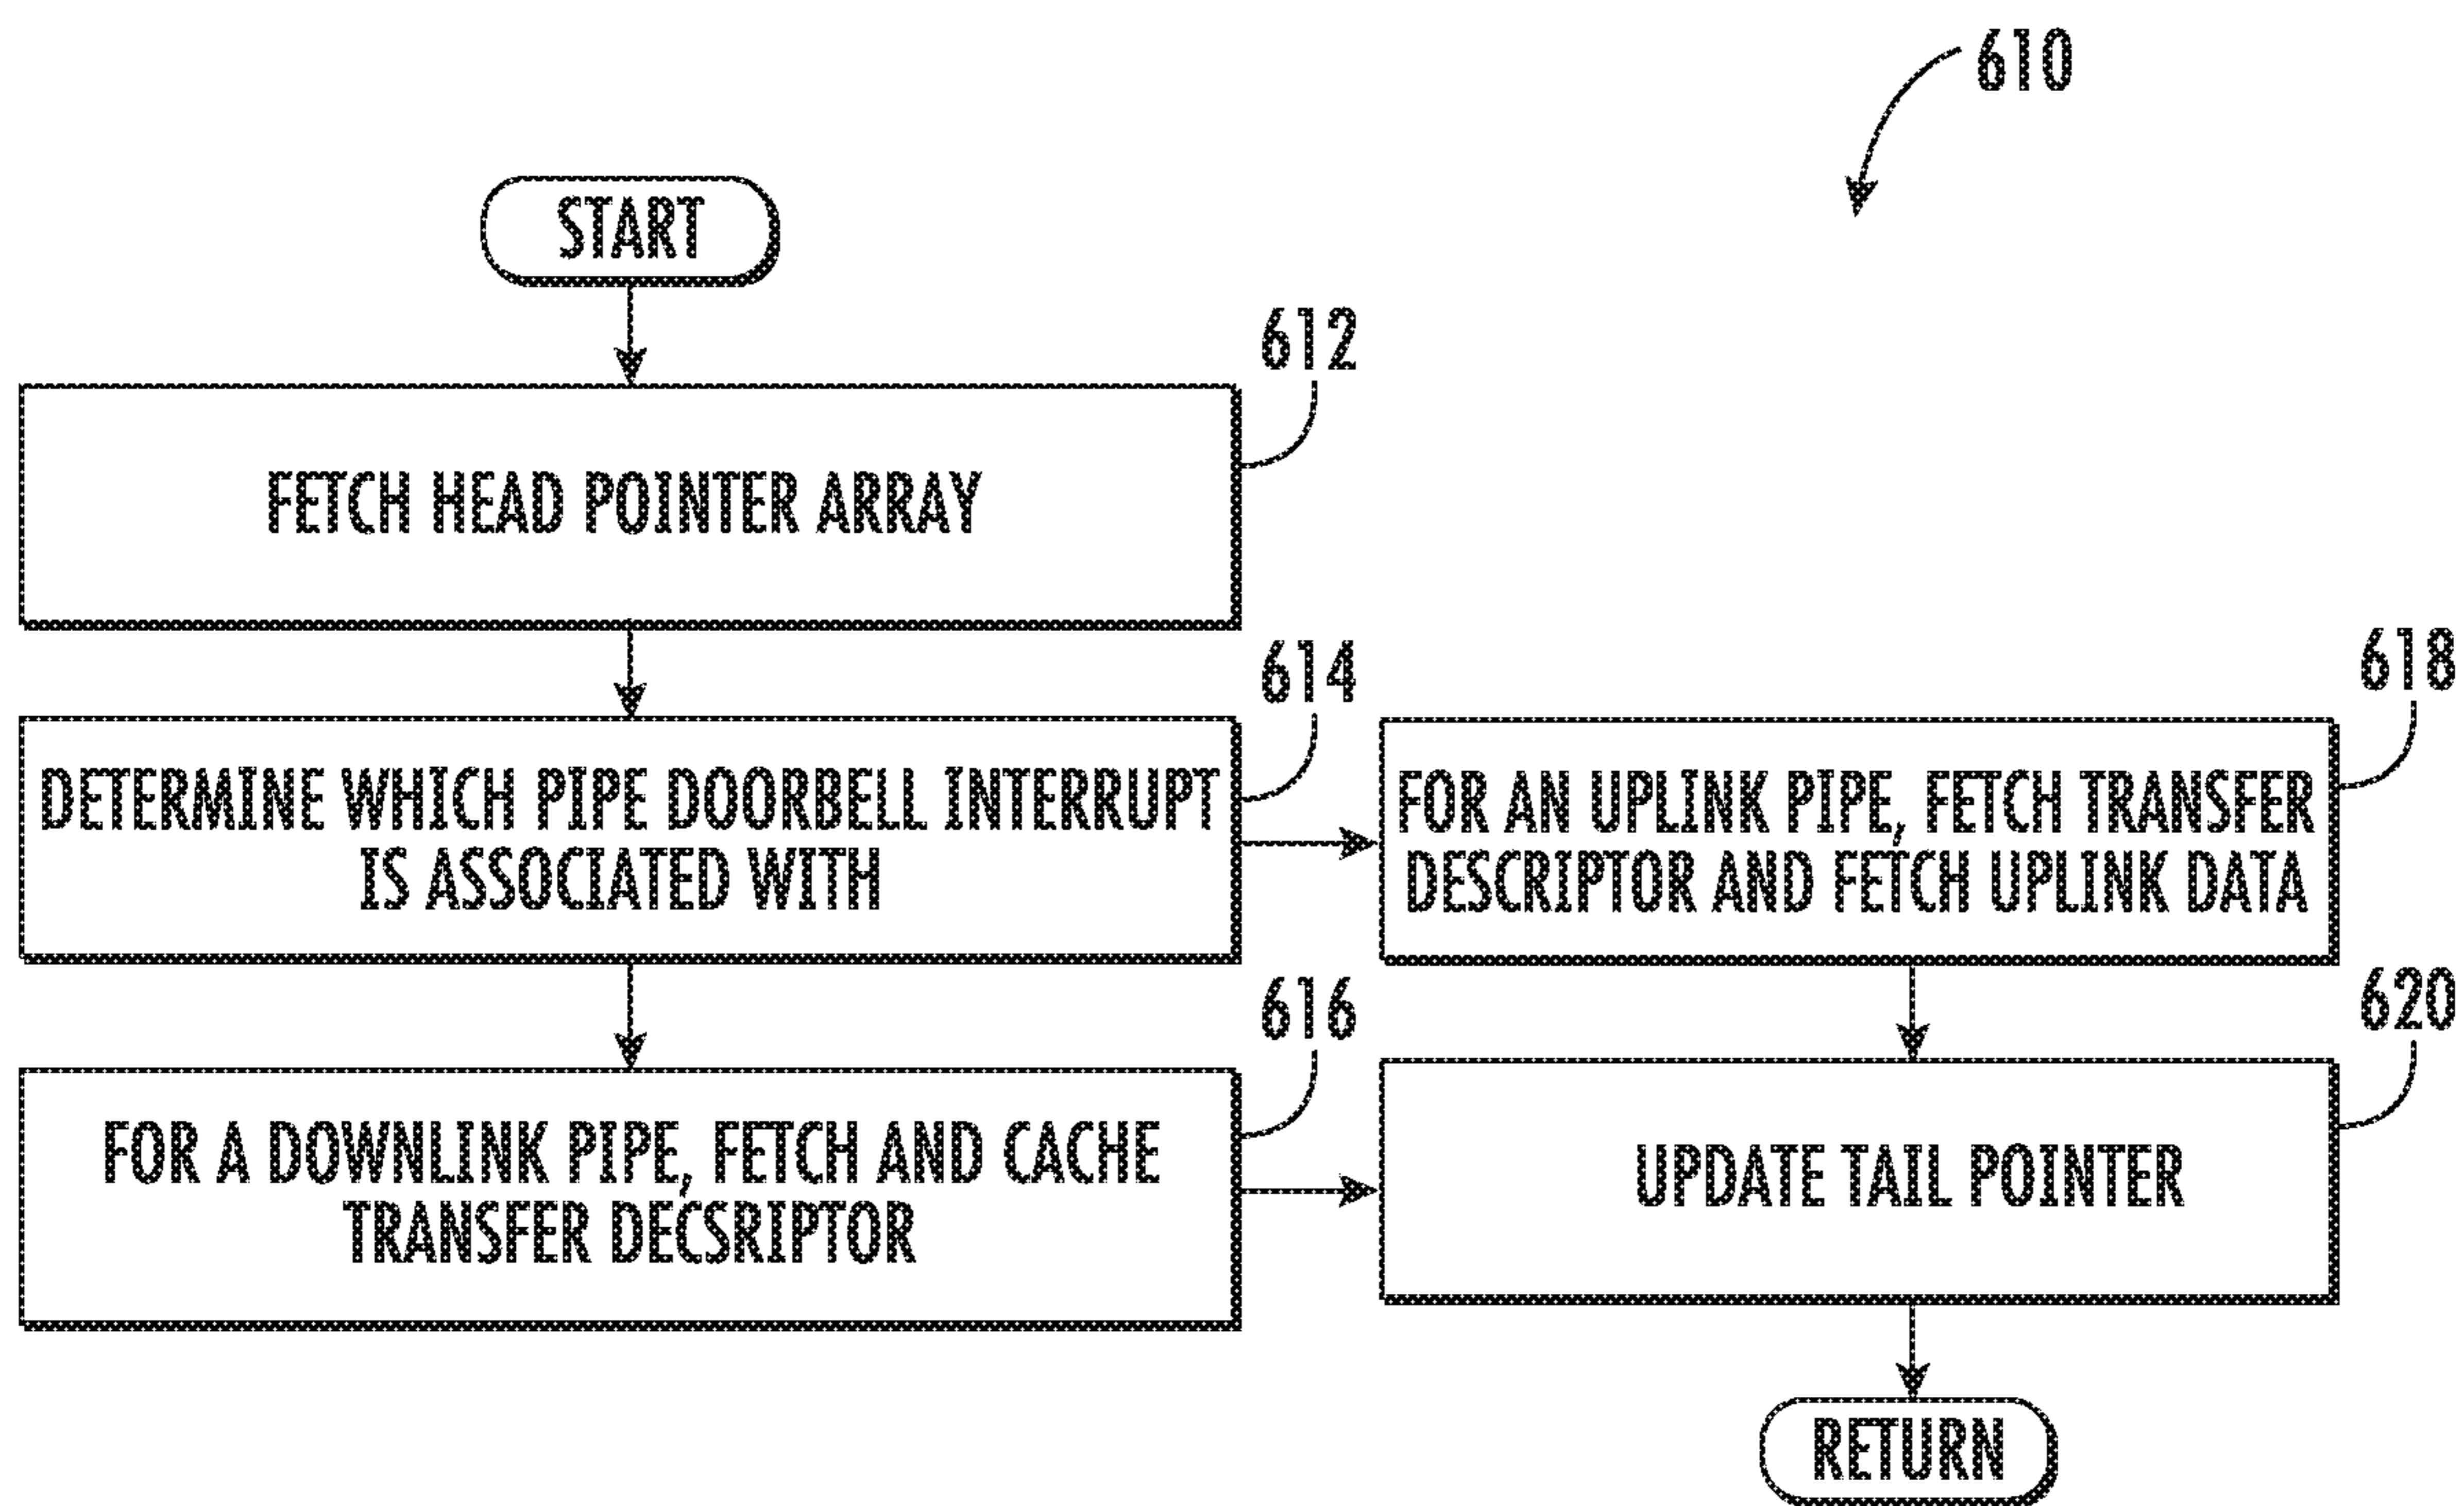 610
START
612
FETCH HEAD POINTER ARRAY
614
DETERMINE WHICH PIPE DOORBELL INTERRUPT
IS ASSOCIATED WITH
618
FOR AN UPLINK PIPE, FETCH TRANSFER
DESCRIPTOR AND FETCH UPLINK DATA
616
FOR A DOWNLINK PIPE, FETCH AND CACHE
TRANSFER DECSRIPTOR
620
UPDATE TAIL POINTER
RETURN